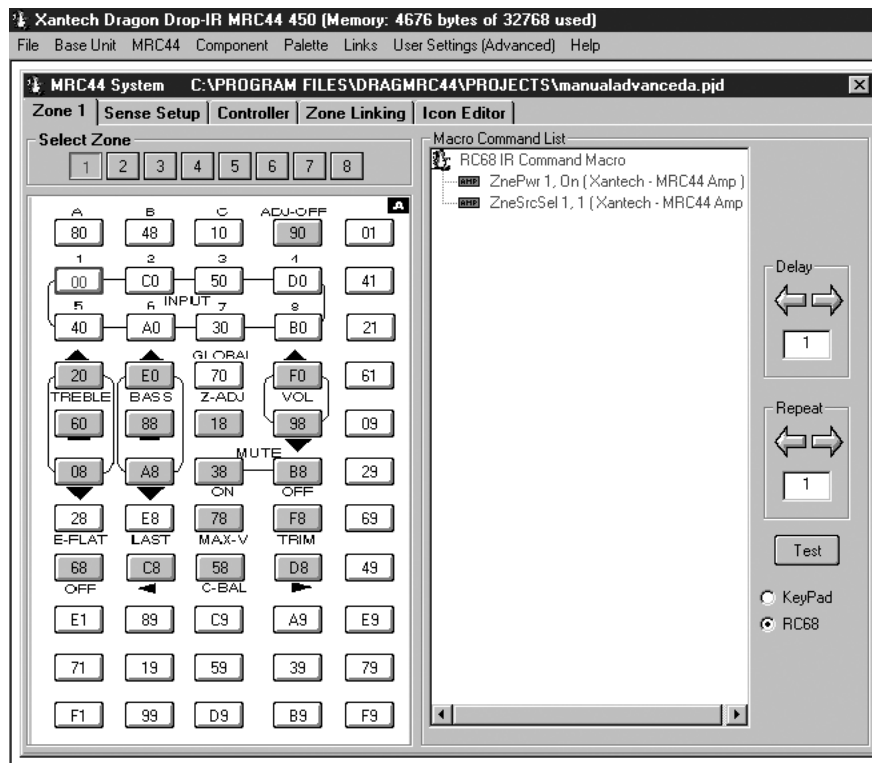 Xantech Dragon Drop-IR MRC44 450 (Memory: 4676 bytes of 32768 used)
File Base Unit MRC44 Component Palette Links User Settings (Advanced) Help
MRC44 System C:\PROGRAM FILES\DRAGMRC44\PROJECTS\manualadvanceda.pjd
Zone 1 Sense Setup Controller Zone Linking Icon Editor
Select Zone
1 2 3 4 5 6 7 8
A
A B C ADJ-OFF
80 48 10 90 01
1 2 3 4
00 C0 50 D0 41
INPUT
5 6 7 8
40 A0 30 B0 21
GLOBAL
20 E0 70 F0 61
TREBLE BASS Z-ADJ VOL
60 88 18 98 09
MUTE
08 A8 38 B8 29
ON OFF
28 E8 78 F8 69
E-FLAT LAST MAX-V TRIM
68 C8 58 D8 49
OFF C-BAL
E1 89 C9 A9 E9
71 19 59 39 79
F1 99 D9 B9 F9
Macro Command List
RC68 IR Command Macro
AMP ZnePwr 1, On ( Xantech - MRC44 Amp )
AMP ZneSrcSel 1, 1 ( Xantech - MRC44 Amp
Delay
1
Repeat
1
Test
KeyPad
RC68